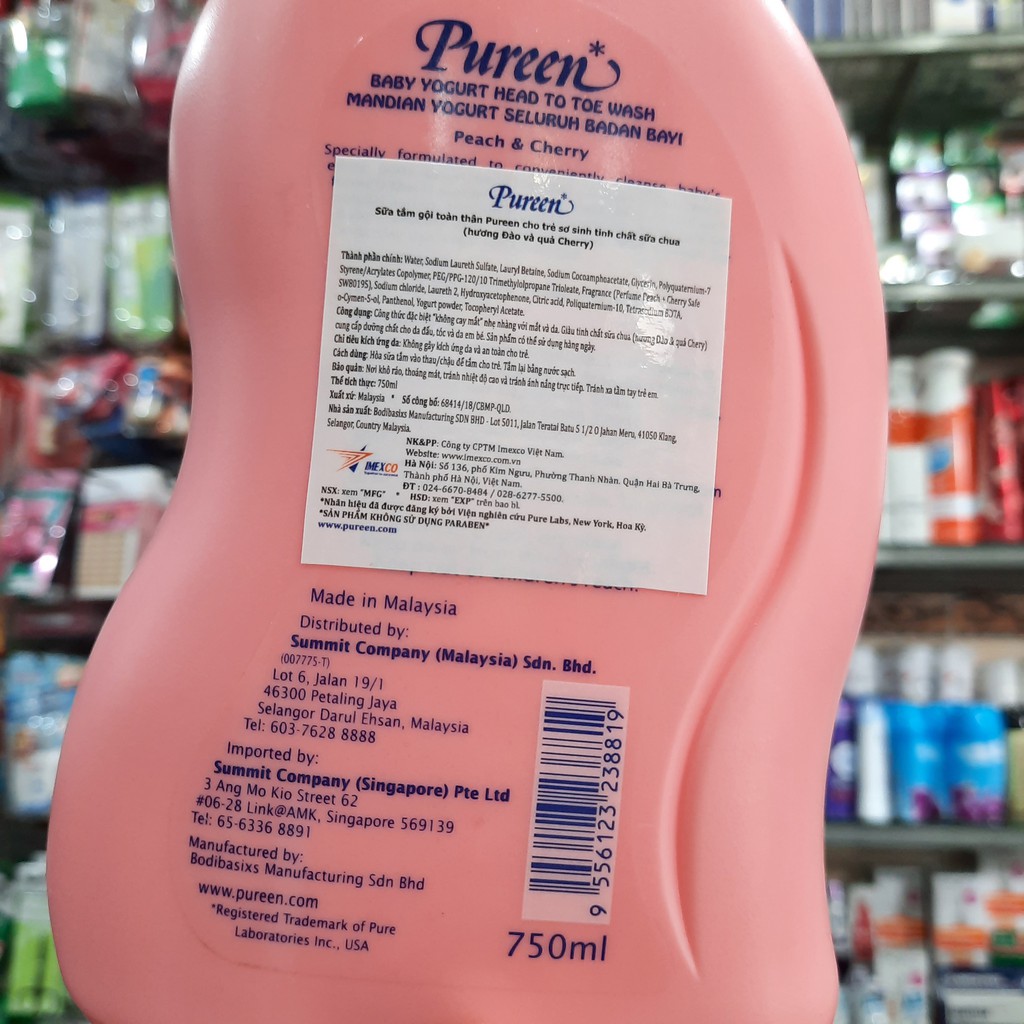 Pureen*
BABY YOGURT HEAD TO TOE WASH
MANDIAN YOGURT SELURUH BADAN BAYI
Peach & Cherry
Specially formulated to conveniently cleanse baby's
Pureen*
Sữa tắm gội toàn thân Pureen cho trẻ sơ sinh tinh chất sữa chua
(hương Đào và quả Cherry)
Thành phần chính: Water, Sodium Laureth Sulfate, Lauryl Betaine, Sodium Cocoamphoacetate, Glycerin, Polyquaternium-7
Styrene/Acrylates Copolymer, PEG/PPG-120/10 Trimethylolpropane Trioleate, Fragrance (Perfume Peach + Cherry Safe
SW8019S), Sodium chloride, Laureth 2, Hydroxyacetophenone, Citric acid, Poliquaternium-10, Tetrasodium EDTA,
o-Cymen-5-ol, Panthenol, Yogurt powder, Tocopheryl Acetate.
Công dụng: Công thức đặc biệt "không cay mắt" nhẹ nhàng với mắt và da. Giàu tinh chất sữa chua (hương Đào & quả Cherry)
cung cấp dưỡng chất cho da đầu, tóc và da em bé. Sản phẩm có thể sử dụng hàng ngày.
Chỉ tiêu kích ứng da: Không gây kích ứng da và an toàn cho trẻ.
Cách dùng: Hòa sữa tắm vào thau/chậu để tắm cho trẻ. Tắm lại bằng nước sạch.
Bảo quản: Nơi khô ráo, thoáng mát, tránh nhiệt độ cao và tránh ánh nắng trực tiếp. Tránh xa tầm tay trẻ em.
Thể tích thực: 750ml
Xuất xứ: Malaysia * Số công bố: 68414/18/CBMP-QLD.
Nhà sản xuất: Bodibasixs Manufacturing SDN BHD - Lot 5011, Jalan Teratai Batu 5 1/2 O Jahan Meru, 41050 Klang,
Selangor, Country Malaysia.
IMEXCO
NK&PP: Công ty CPTM Imexco Việt Nam.
Website: www.imexco.com.vn
Hà Nội: Số 136, phố Kim Ngưu, Phường Thanh Nhàn. Quận Hai Bà Trưng,
Thành phố Hà Nội, Việt Nam.
ĐT : 024-6670-8484 / 028-6277-5500.
NSX: xem "MFG" * HSD: xem "EXP" trên bao bì.
*Nhãn hiệu đã được đăng ký bởi Viện nghiên cứu Pure Labs, New York, Hoa Kỳ.
*SẢN PHẨM KHÔNG SỬ DỤNG PARABEN*
www.pureen.com
Made in Malaysia
Distributed by:
Summit Company (Malaysia) Sdn. Bhd.
(007775-T)
Lot 6, Jalan 19/1
46300 Petaling Jaya
Selangor Darul Ehsan, Malaysia
Tel: 603-7628 8888
Imported by:
Summit Company (Singapore) Pte Ltd
3 Ang Mo Kio Street 62
#06-28 Link@AMK, Singapore 569139
Tel: 65-6336 8891
Manufactured by:
Bodibasixs Manufacturing Sdn Bhd
www.pureen.com
*Registered Trademark of Pure
Laboratories Inc., USA
9 556123 238819
750ml